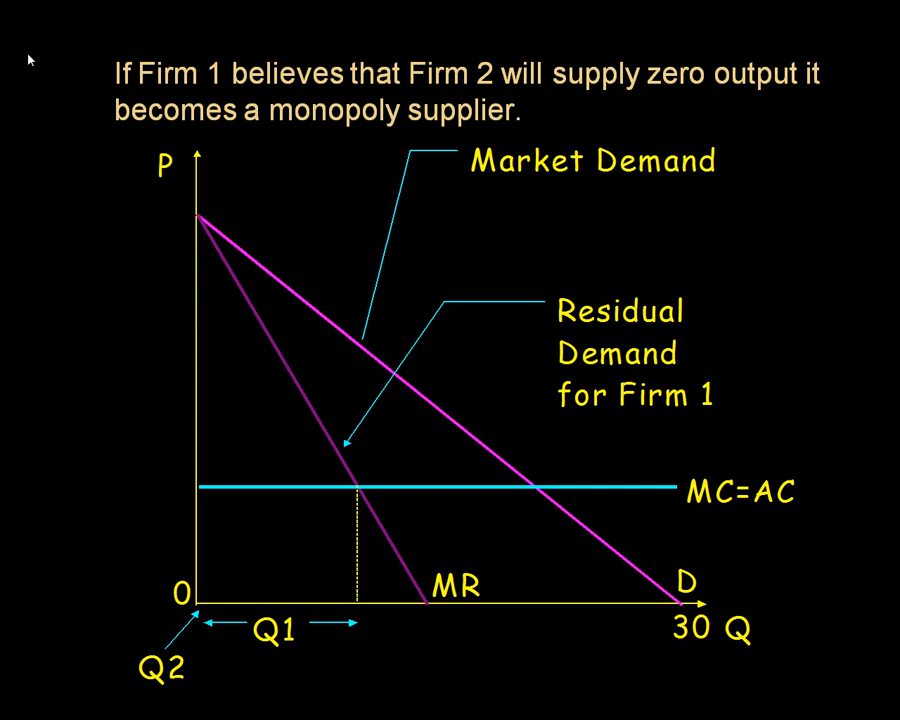 If Firm 1 believes that Firm 2 will supply zero output it
becomes a monopoly supplier.
P
Market Demand
Residual
Demand
for Firm 1
MC=AC
0
MR
D
Q1
30 Q
Q2